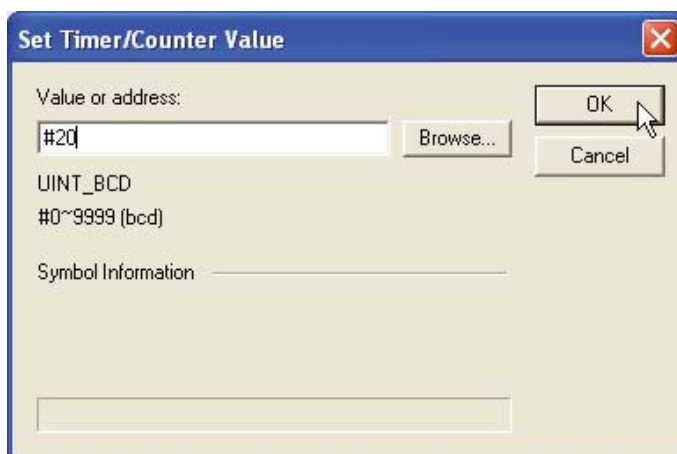 Set Timer/Counter Value
Value or address:
#20
Browse...
OK
Cancel
UINT_BCD
#0~9999 (bcd)
Symbol Information